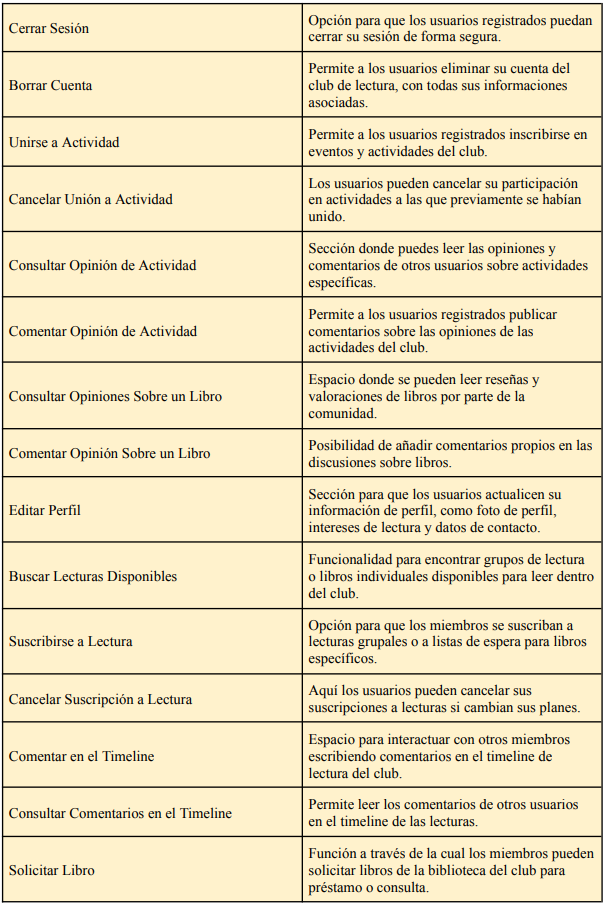 Cerrar Sesión
Opción para que los usuarios registrados puedan
cerrar su sesión de forma segura.
Borrar Cuenta
Permite a los usuarios eliminar su cuenta del
club de lectura, con todas sus informaciones
asociadas.
Unirse a Actividad
Permite a los usuarios registrados inscribirse en
eventos y actividades del club.
Cancelar Unión a Actividad
Los usuarios pueden cancelar su participación
en actividades a las que previamente se habían
unido.
Consultar Opinión de Actividad
Sección donde puedes leer las opiniones y
comentarios de otros usuarios sobre actividades
específicas.
Comentar Opinión de Actividad
Permite a los usuarios registrados publicar
comentarios sobre las opiniones de las
actividades del club.
Consultar Opiniones Sobre un Libro
Espacio donde se pueden leer reseñas y
valoraciones de libros por parte de la
comunidad.
Comentar Opinión Sobre un Libro
Posibilidad de añadir comentarios propios en las
discusiones sobre libros.
Editar Perfil
Sección para que los usuarios actualicen su
información de perfil, como foto de perfil,
intereses de lectura y datos de contacto.
Buscar Lecturas Disponibles
Funcionalidad para encontrar grupos de lectura
o libros individuales disponibles para leer dentro
del club.
Suscribirse a Lectura
Opción para que los miembros se suscriban a
lecturas grupales o a listas de espera para libros
específicos.
Cancelar Suscripción a Lectura
Aquí los usuarios pueden cancelar sus
suscripciones a lecturas si cambian sus planes.
Comentar en el Timeline
Espacio para interactuar con otros miembros
escribiendo comentarios en el timeline de
lectura del club.
Consultar Comentarios en el Timeline
Permite leer los comentarios de otros usuarios
en el timeline de las lecturas.
Solicitar Libro
Función a través de la cual los miembros pueden
solicitar libros de la biblioteca del club para
préstamo o consulta.